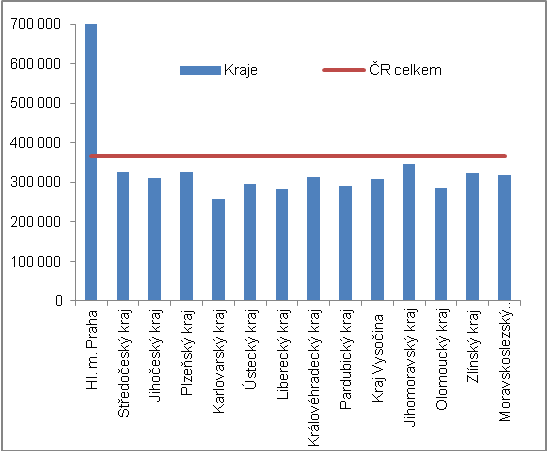 700 000
600 000
500 000
400 000
300 000
200 000
100 000
0
Kraje
ČR celkem
Hl. m. Praha
Středočeský kraj
Jihočeský kraj
Plzeňský kraj
Karlovarský kraj
Ústecký kraj
Liberecký kraj
Královéhradecký kraj
Pardubický kraj
Kraj Vysočina
Jihomoravský kraj
Olomoucký kraj
Zlínský kraj
Moravskoslezský...